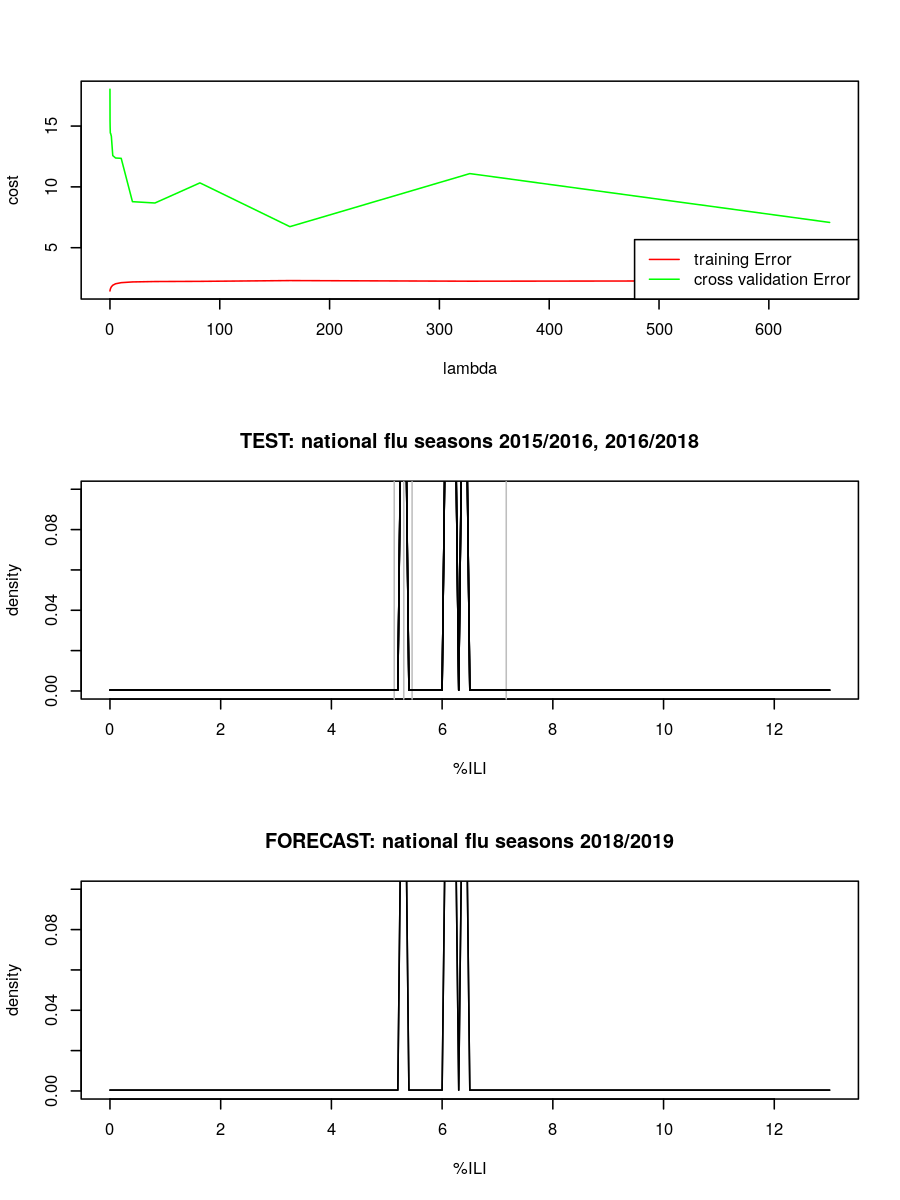 15
10
5
cost
training Error
cross validation Error
0 100 200 300 400 500 600
lambda
TEST: national flu seasons 2015/2016, 2016/2018
0.08
0.04
0.00
density
0 2 4 6 8 10 12
%ILI
FORECAST: national flu seasons 2018/2019
0.08
0.04
0.00
density
0 2 4 6 8 10 12
%ILI